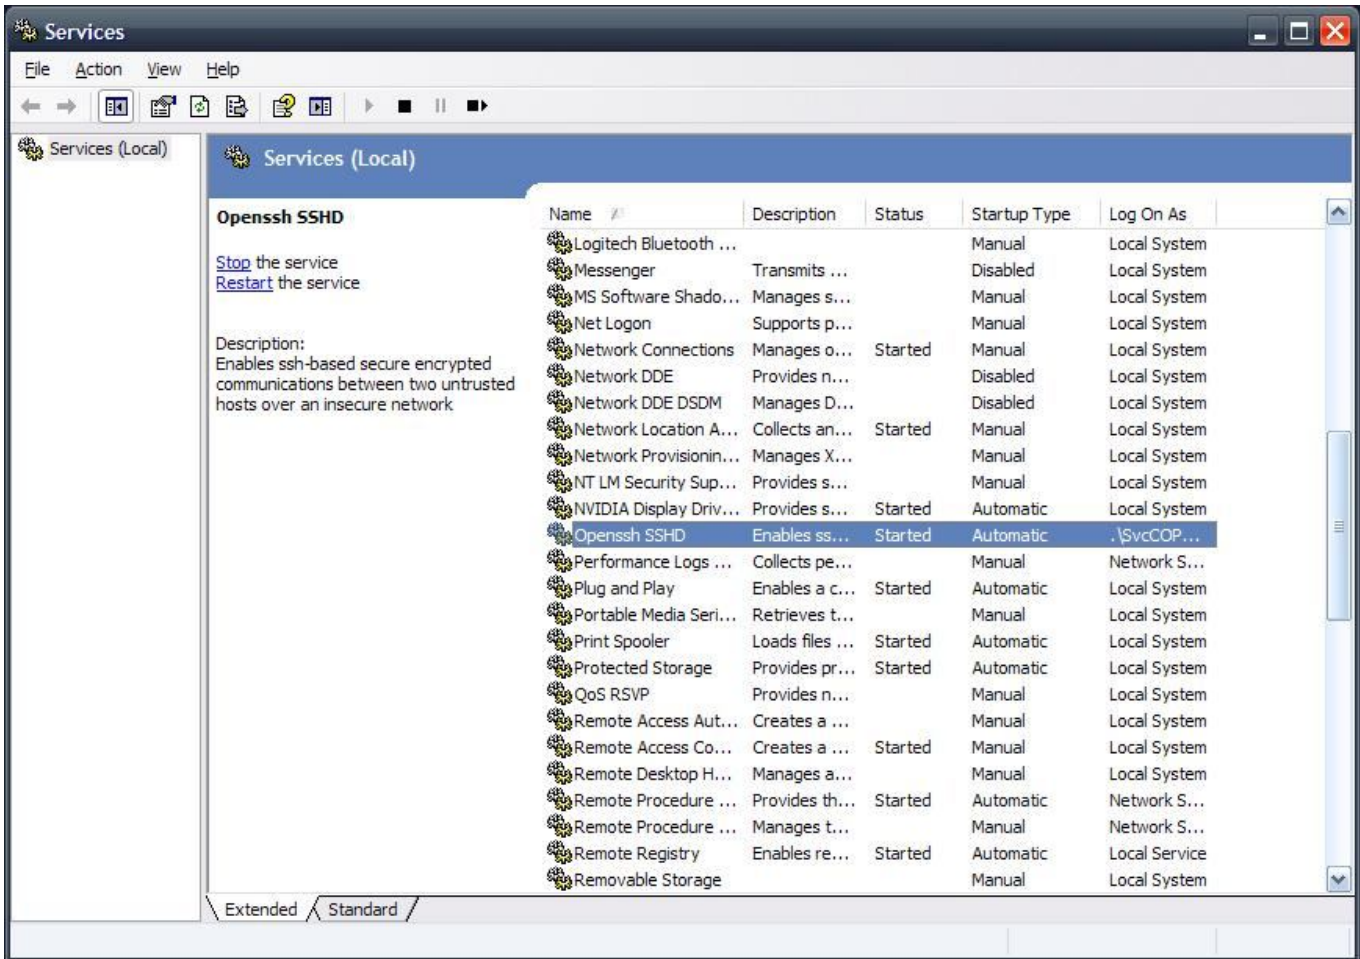 Services
File Action View Help
Services (Local)
Services (Local)
Openssh SSHD
Stop the service
Restart the service
Description:
Enables ssh-based secure encrypted
communications between two untrusted
hosts over an insecure network
Name Description Status Startup Type Log On As
Logitech Bluetooth ... Manual Local System
Messenger Transmits ... Disabled Local System
MS Software Shado... Manages s... Manual Local System
Net Logon Supports p... Manual Local System
Network Connections Manages o... Started Manual Local System
Network DDE Provides n... Disabled Local System
Network DDE DSDM Manages D... Disabled Local System
Network Location A... Collects an... Started Manual Local System
Network Provisionin... Manages X... Manual Local System
NT LM Security Sup... Provides s... Manual Local System
NVIDIA Display Driv... Provides s... Started Automatic Local System
Openssh SSHD Enables ss... Started Automatic .\SvcCOP...
Performance Logs ... Collects pe... Manual Network S...
Plug and Play Enables a c... Started Automatic Local System
Portable Media Seri... Retrieves t... Manual Local System
Print Spooler Loads files ... Started Automatic Local System
Protected Storage Provides pr... Started Automatic Local System
QoS RSVP Provides n... Manual Local System
Remote Access Aut... Creates a ... Manual Local System
Remote Access Co... Creates a ... Started Manual Local System
Remote Desktop H... Manages a... Manual Local System
Remote Procedure ... Provides th... Started Automatic Network S...
Remote Procedure ... Manages t... Manual Network S...
Remote Registry Enables re... Started Automatic Local Service
Removable Storage Manual Local System
Extended Standard